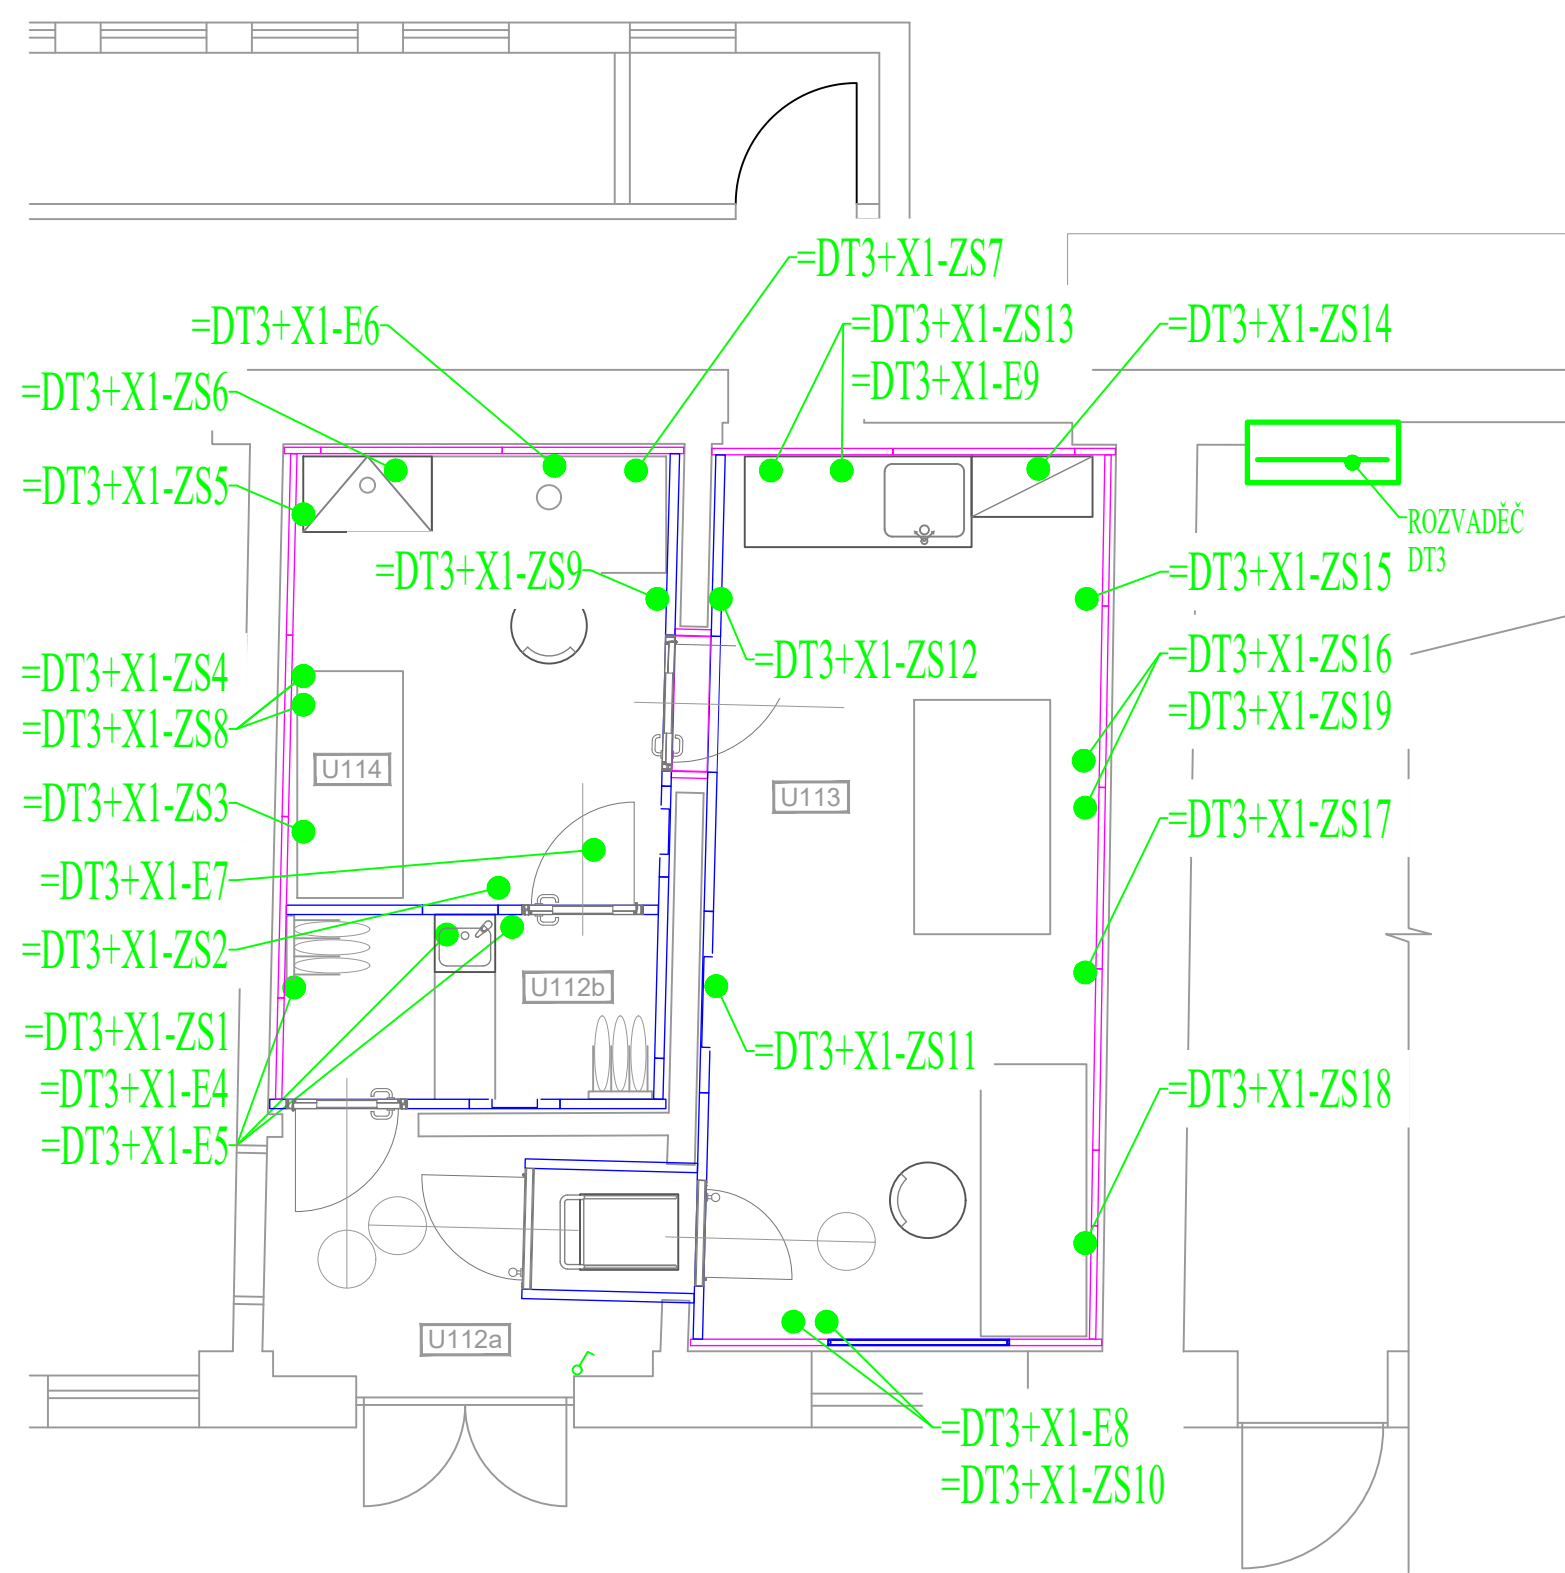 =DT3+X1-ZS7
=DT3+X1-E6
=DT3+X1-ZS13
=DT3+X1-E9
=DT3+X1-ZS14
=DT3+X1-ZS6
=DT3+X1-ZS5
ROZVADĚČ
DT3
=DT3+X1-ZS9
=DT3+X1-ZS15
=DT3+X1-ZS12
=DT3+X1-ZS16
=DT3+X1-ZS19
=DT3+X1-ZS4
=DT3+X1-ZS8
U114
U113
=DT3+X1-ZS3
=DT3+X1-ZS17
=DT3+X1-E7
=DT3+X1-ZS2
U112b
=DT3+X1-ZS1
=DT3+X1-E4
=DT3+X1-E5
=DT3+X1-ZS11
=DT3+X1-ZS18
U112a
=DT3+X1-E8
=DT3+X1-ZS10